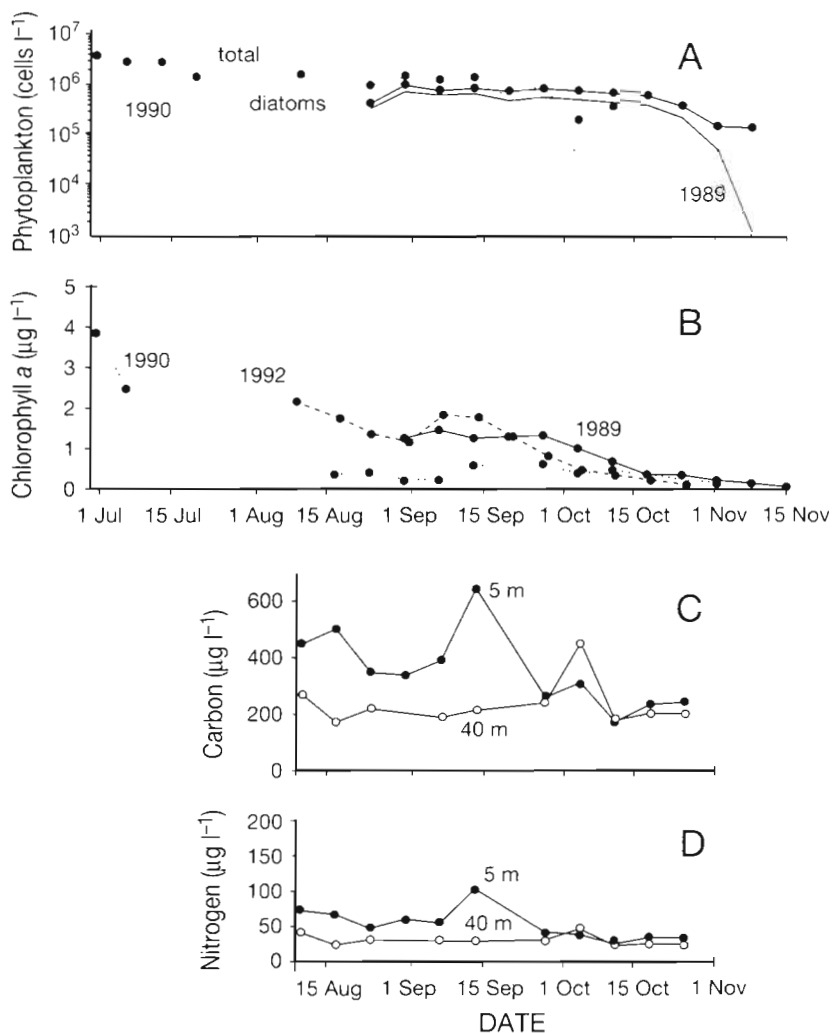 A
Phytoplankton (cells l⁻¹)
10⁷
10⁶
10⁵
10⁴
10³
total
1990
diatoms
1989
B
Chlorophyll a (μg l⁻¹)
5
4
3
2
1
0
1990
1992
1989
1 Jul 15 Jul 1 Aug 15 Aug 1 Sep 15 Sep 1 Oct 15 Oct 1 Nov 15 Nov
C
Carbon (μg l⁻¹)
600
400
200
0
5 m
40 m
D
Nitrogen (μg l⁻¹)
200
150
100
50
0
5 m
40 m
15 Aug 1 Sep 15 Sep 1 Oct 15 Oct 1 Nov
DATE